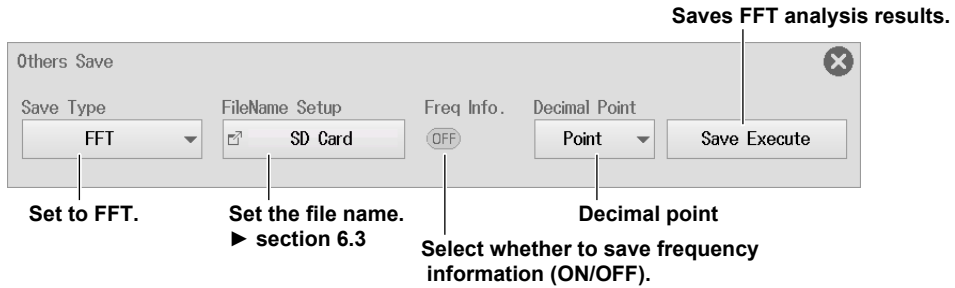 Saves FFT analysis results.
Others Save
Save Type FileName Setup Freq Info. Decimal Point
FFT SD Card OFF Point Save Execute
Set to FFT. Set the file name. Decimal point
► section 6.3
Select whether to save frequency
information (ON/OFF).